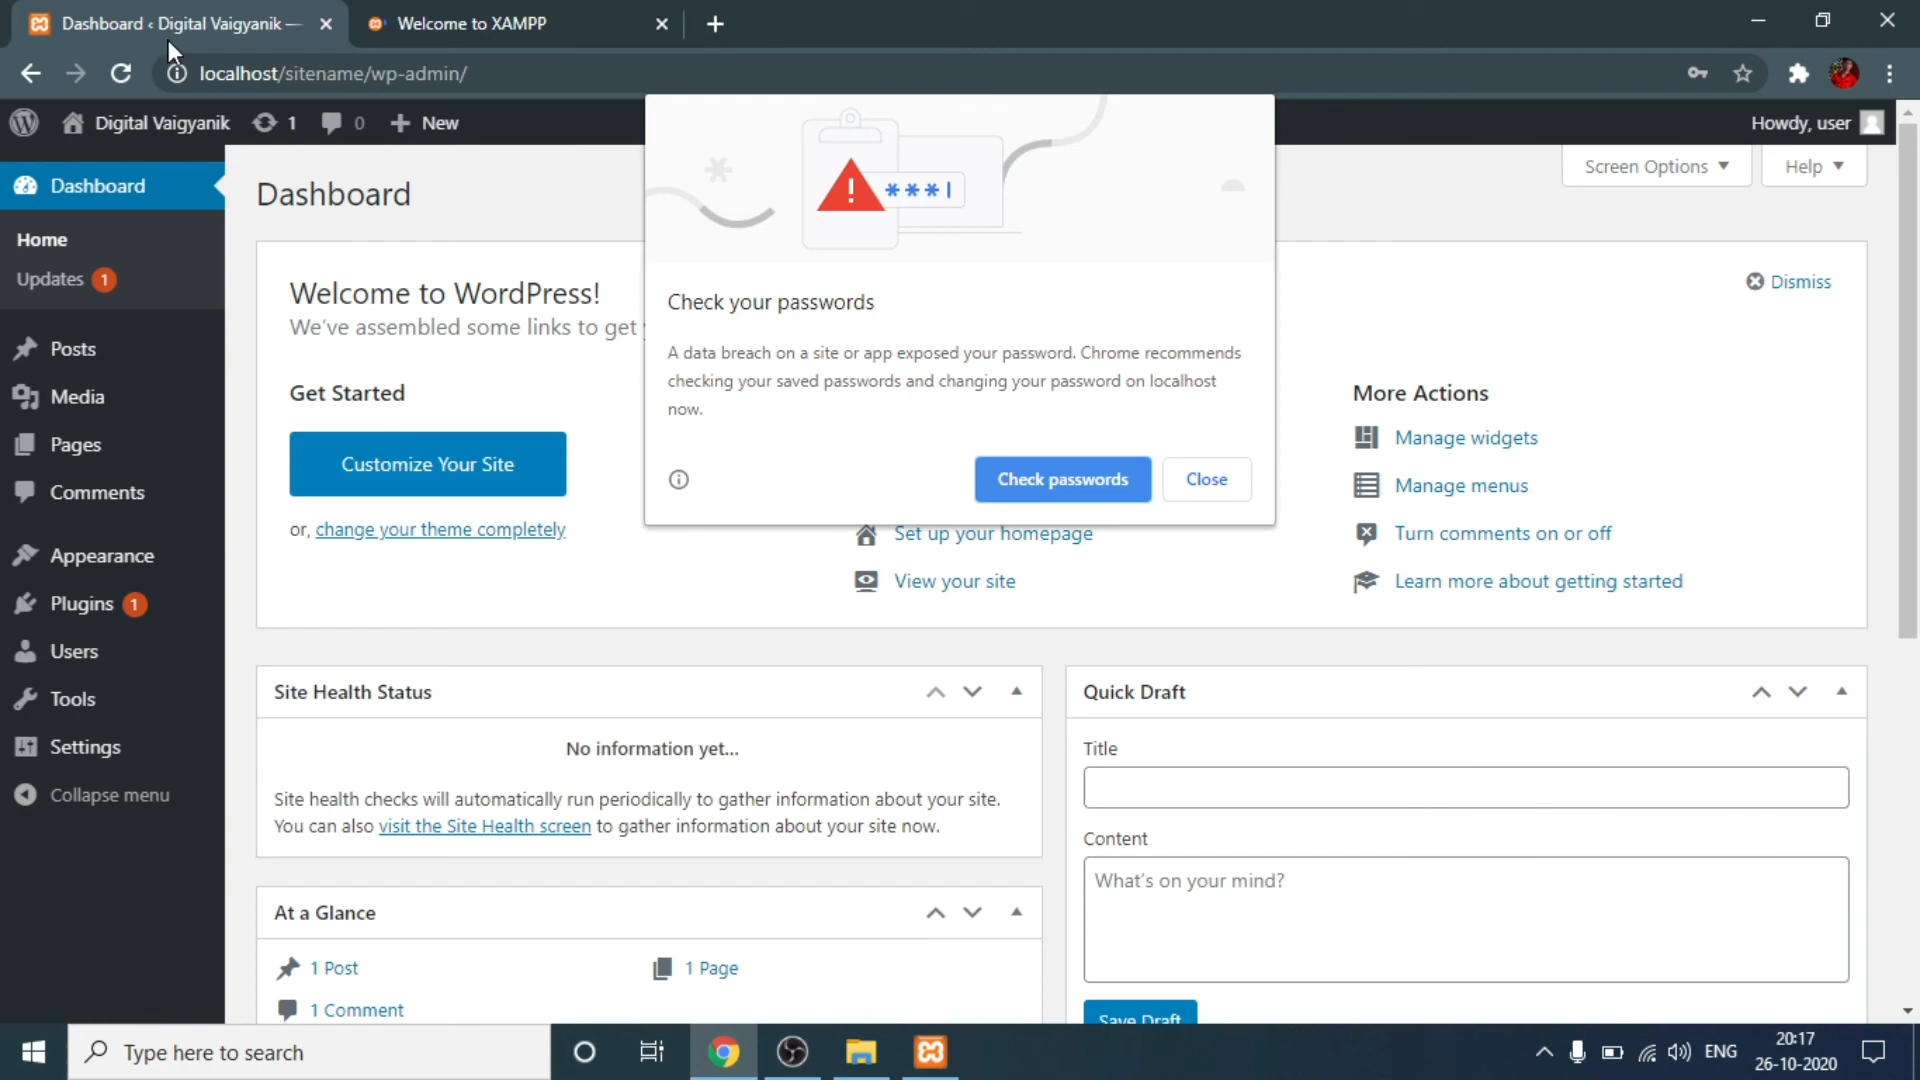 Dashboard ‹ Digital Vaigyanik —
Welcome to XAMPP
localhost/sitename/wp-admin/
Digital Vaigyanik
1
0
New
Howdy, user
Screen Options
Help
Dashboard
Home
Updates 1
Posts
Media
Pages
Comments
Appearance
Plugins 1
Users
Tools
Settings
Collapse menu
Dashboard
Welcome to WordPress!
We've assembled some links to get
Dismiss
Get Started
Customize Your Site
or, change your theme completely
***|
Check your passwords
A data breach on a site or app exposed your password. Chrome recommends
checking your saved passwords and changing your password on localhost
now.
Check passwords
Close
Set up your homepage
View your site
More Actions
Manage widgets
Manage menus
Turn comments on or off
Learn more about getting started
Site Health Status
No information yet...
Site health checks will automatically run periodically to gather information about your site.
You can also visit the Site Health screen to gather information about your site now.
At a Glance
1 Post
1 Page
1 Comment
Quick Draft
Title
Content
What's on your mind?
Save Draft
Type here to search
ENG
20:17
26-10-2020